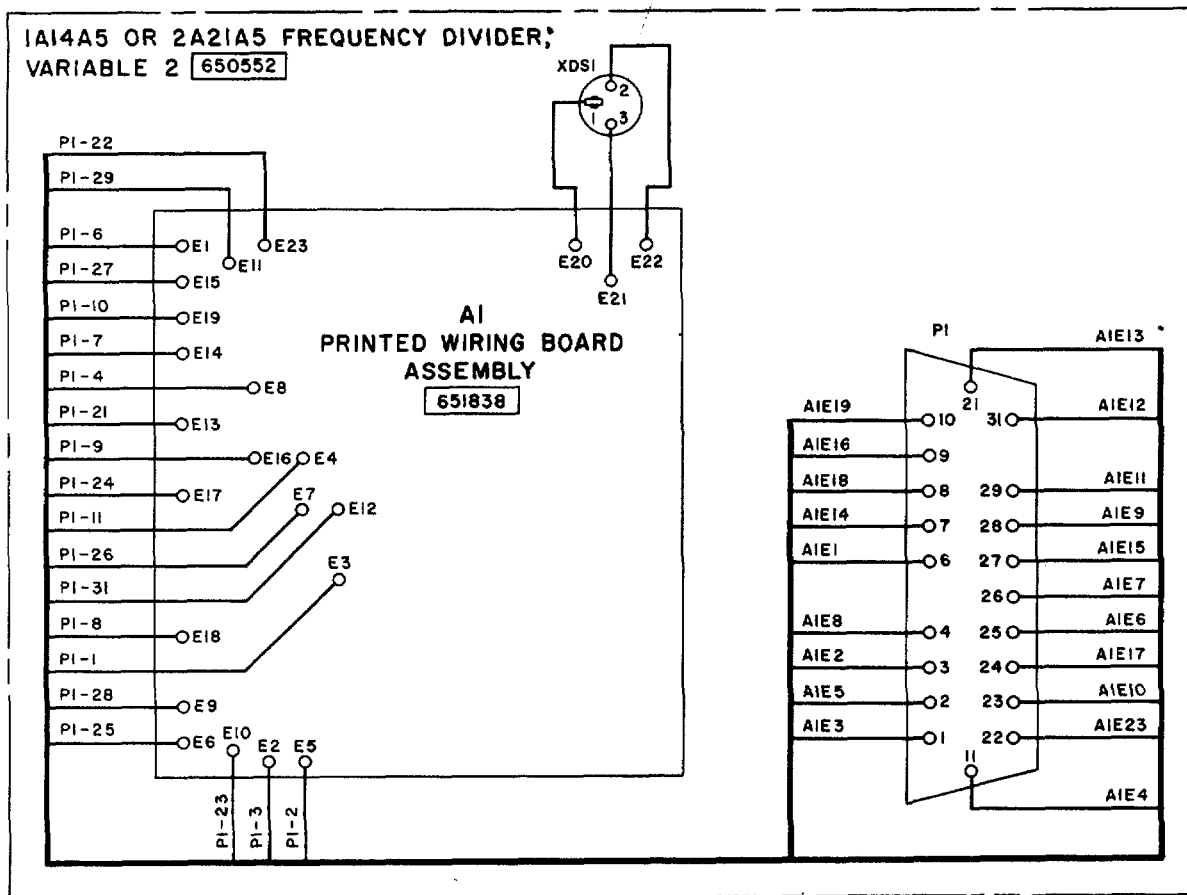 1A14A5 OR 2A21A5 FREQUENCY DIVIDER,
VARIABLE 2 650552
XDS1
2
1
3
P1-22
P1-29
P1-6
P1-27
P1-10
P1-7
P1-4
P1-21
P1-9
P1-24
P1-11
P1-26
P1-31
P1-8
P1-1
P1-28
P1-25
E1
E11
E23
E15
E19
E14
E8
E13
E16
E4
E17
E7
E12
E3
E18
E9
E6
E10
E2
E5
P1-23
P1-3
P1-2
E20
E22
E21
A1
PRINTED WIRING BOARD
ASSEMBLY
651838
P1
A1E13
21
A1E19
10
31
A1E12
A1E16
9
A1E18
8
29
A1E11
A1E14
7
28
A1E9
A1E1
6
27
A1E15
26
A1E7
A1E8
4
25
A1E6
A1E2
3
24
A1E17
A1E5
2
23
A1E10
A1E3
1
22
A1E23
11
A1E4